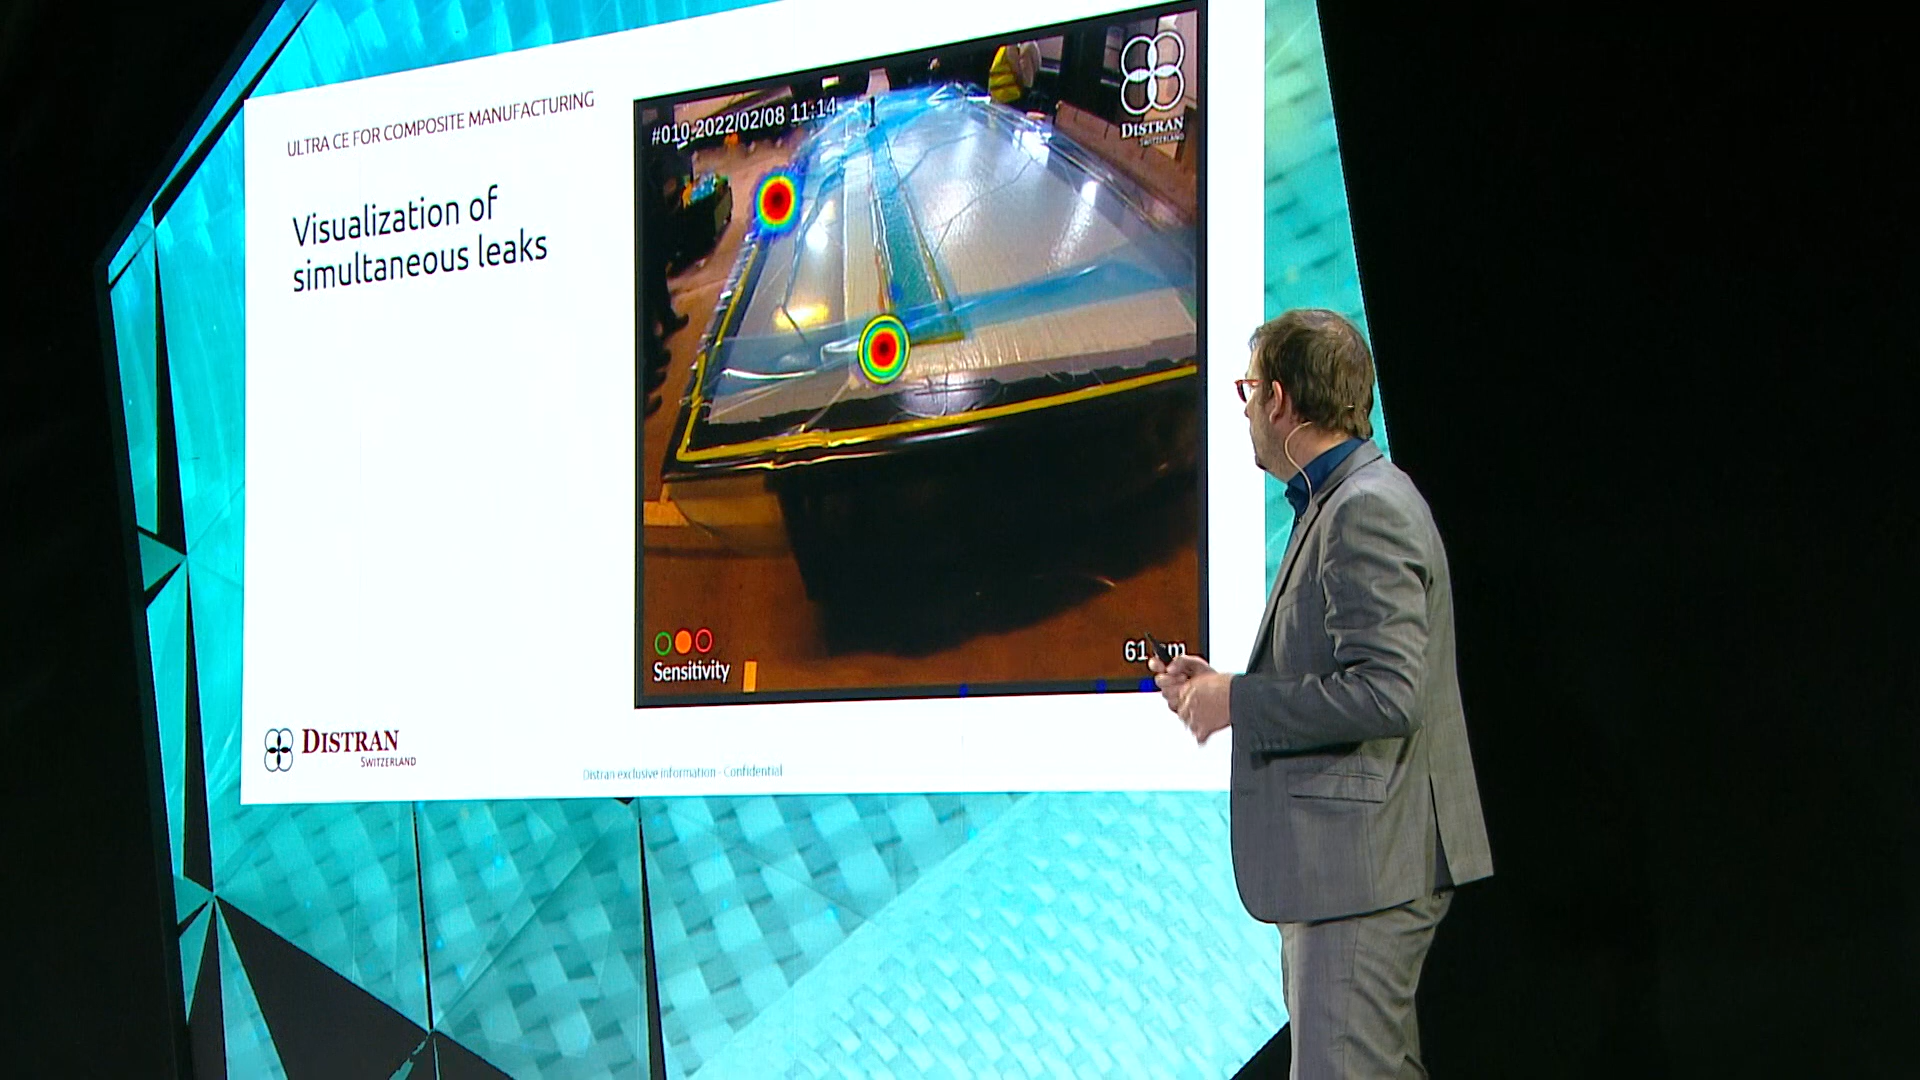 ULTRA CE FOR COMPOSITE MANUFACTURING
Visualization of
simultaneous leaks
#010-2022/02/08 11:14
DISTRAN
SWITZERLAND
Sensitivity
61
DISTRAN
SWITZERLAND
Distran exclusive information - Confidential